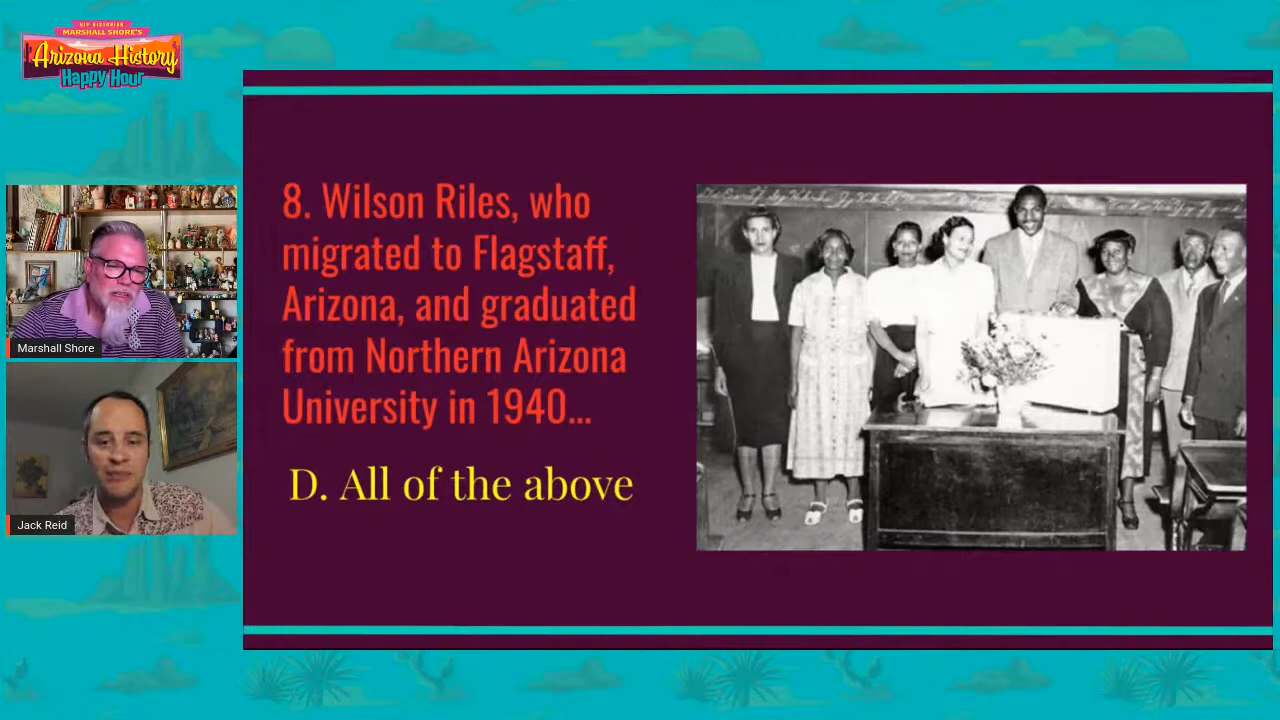 HIP HISTORIAN
MARSHALL SHORE'S
Arizona History
Happy Hour
8. Wilson Riles, who
migrated to Flagstaff,
Arizona, and graduated
from Northern Arizona
University in 1940...
D. All of the above
Marshall Shore
Jack Reid